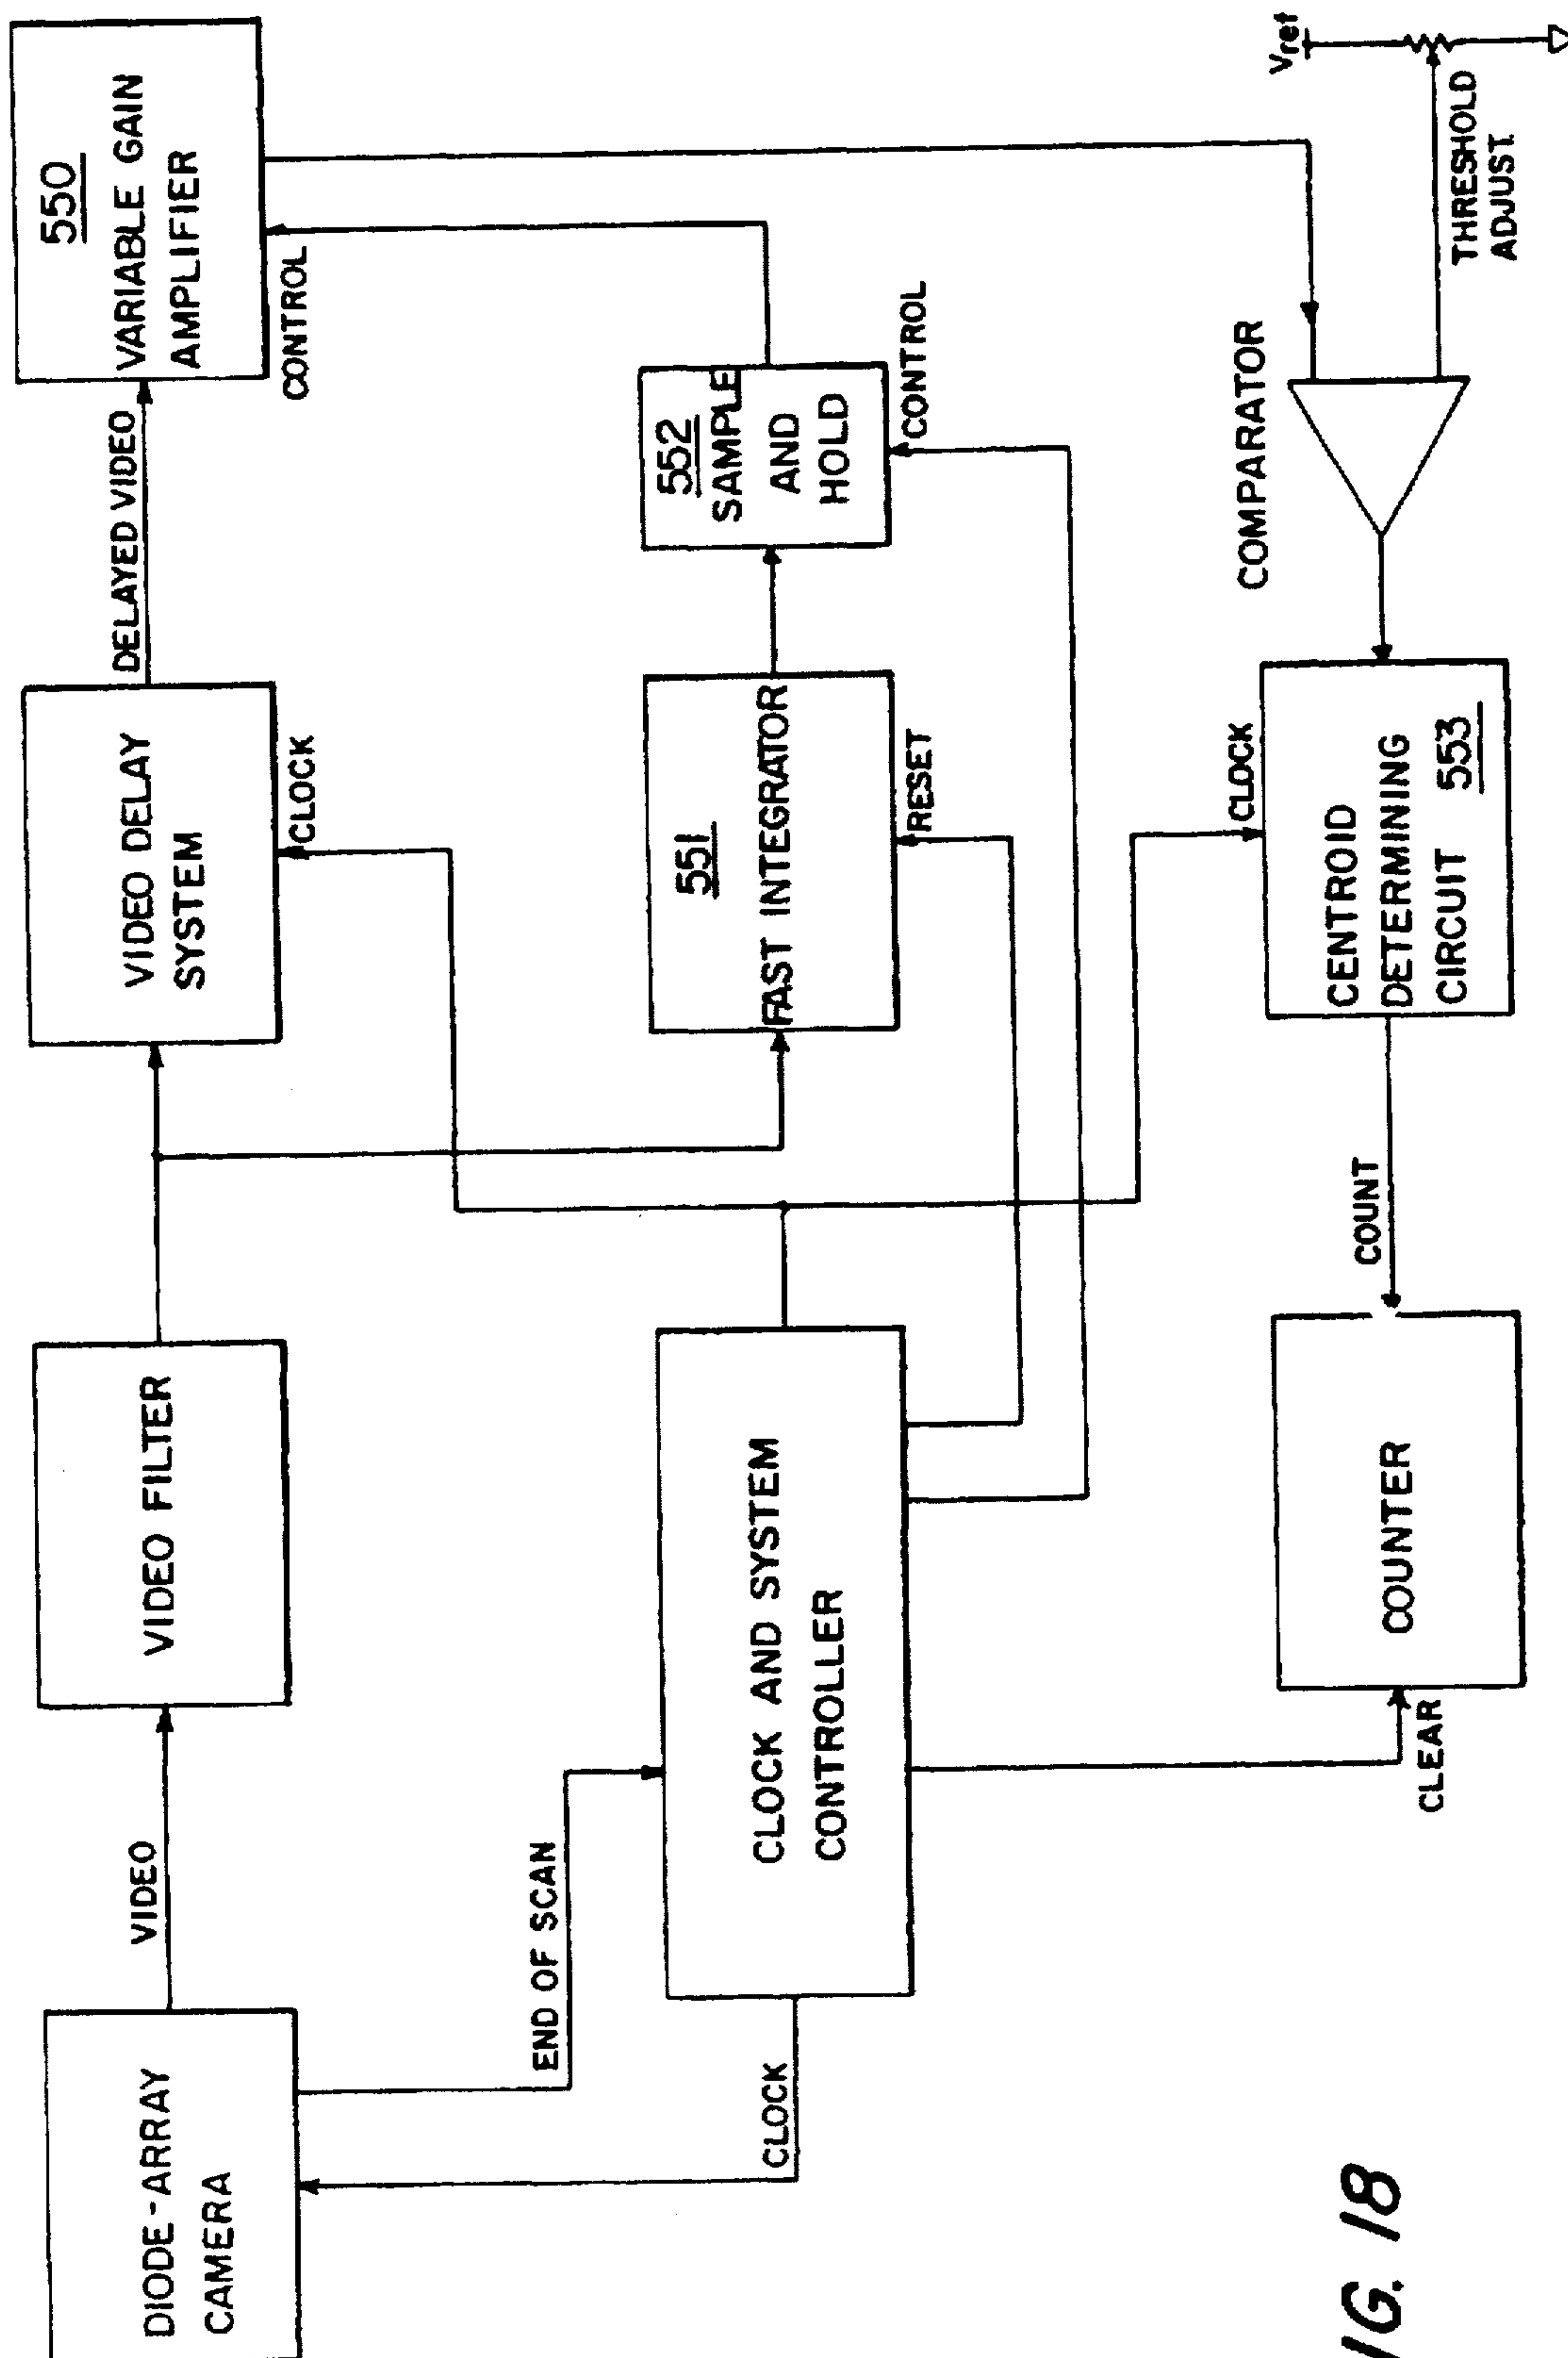 DIODE-ARRAY
CAMERA
VIDEO
VIDEO FILTER
VIDEO DELAY
SYSTEM
DELAYED VIDEO
550
VARIABLE GAIN
AMPLIFIER
CONTROL
CLOCK
END OF SCAN
CLOCK
CLOCK AND SYSTEM
CONTROLLER
551
FAST INTEGRATOR
RESET
552
SAMPLE
AND
HOLD
CONTROL
CLEAR
COUNTER
COUNT
CLOCK
CENTROID
DETERMINING
CIRCUIT 553
COMPARATOR
Vref
THRESHOLD
ADJUST.
IG. 18